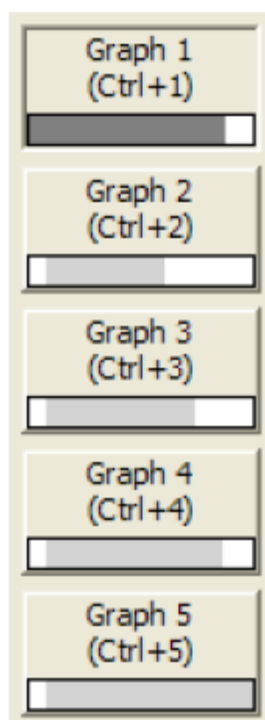 Graph 1
(Ctrl+1)
Graph 2
(Ctrl+2)
Graph 3
(Ctrl+3)
Graph 4
(Ctrl+4)
Graph 5
(Ctrl+5)